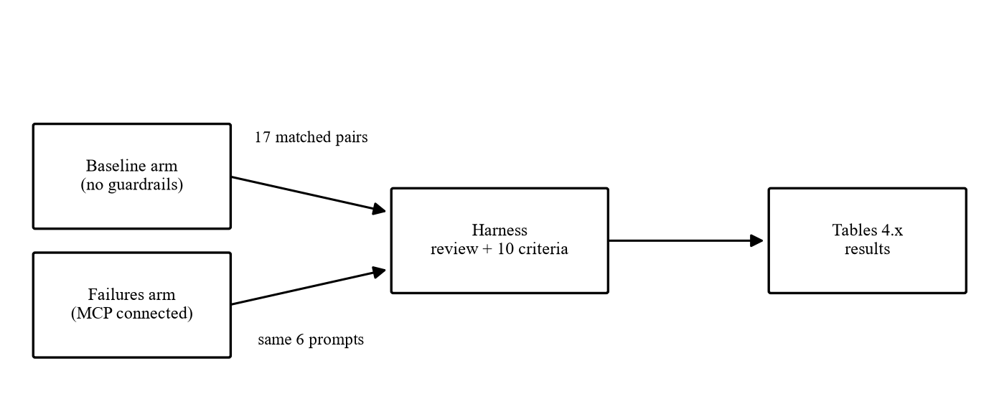 17 matched pairs
Baseline arm
(no guardrails)
Harness
review + 10 criteria
Tables 4.x
results
Failures arm
(MCP connected)
same 6 prompts